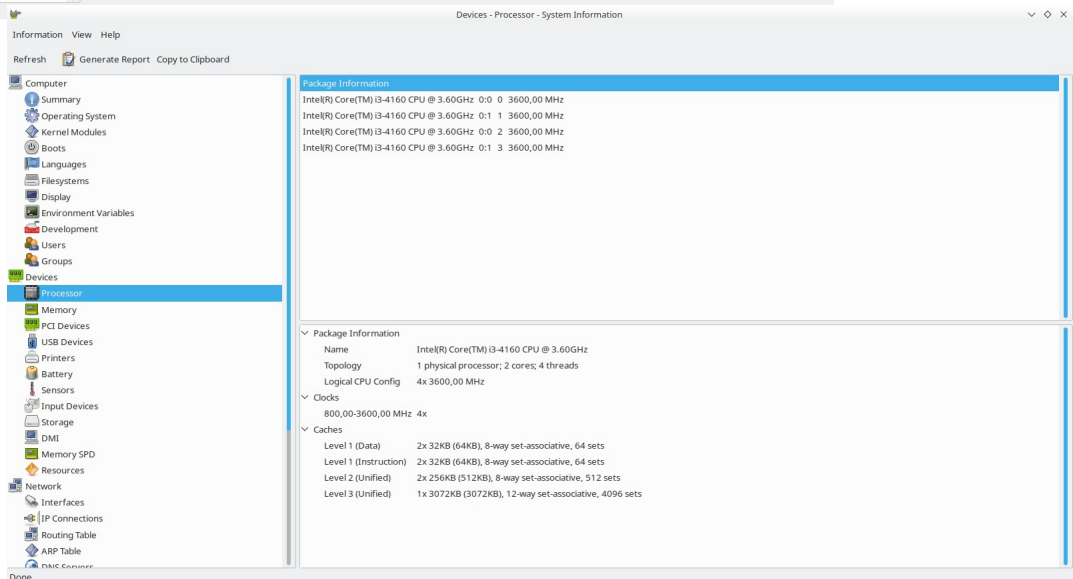 Devices - Processor - System Information
Information View Help
Refresh Generate Report Copy to Clipboard
Computer
Summary
Operating System
Kernel Modules
Boots
Languages
Filesystems
Display
Environment Variables
Development
Users
Groups
Devices
Processor
Memory
PCI Devices
USB Devices
Printers
Battery
Sensors
Input Devices
Storage
DMI
Memory SPD
Resources
Network
Interfaces
IP Connections
Routing Table
ARP Table
DNS Servers
Package Information
Intel(R) Core(TM) i3-4160 CPU @ 3.60GHz 0:0 0 3600,00 MHz
Intel(R) Core(TM) i3-4160 CPU @ 3.60GHz 0:1 1 3600,00 MHz
Intel(R) Core(TM) i3-4160 CPU @ 3.60GHz 0:0 2 3600,00 MHz
Intel(R) Core(TM) i3-4160 CPU @ 3.60GHz 0:1 3 3600,00 MHz
Package Information
Name Intel(R) Core(TM) i3-4160 CPU @ 3.60GHz
Topology 1 physical processor; 2 cores; 4 threads
Logical CPU Config 4x 3600,00 MHz
Clocks
800,00-3600,00 MHz 4x
Caches
Level 1 (Data) 2x 32KB (64KB), 8-way set-associative, 64 sets
Level 1 (Instruction) 2x 32KB (64KB), 8-way set-associative, 64 sets
Level 2 (Unified) 2x 256KB (512KB), 8-way set-associative, 512 sets
Level 3 (Unified) 1x 3072KB (3072KB), 12-way set-associative, 4096 sets
Done.